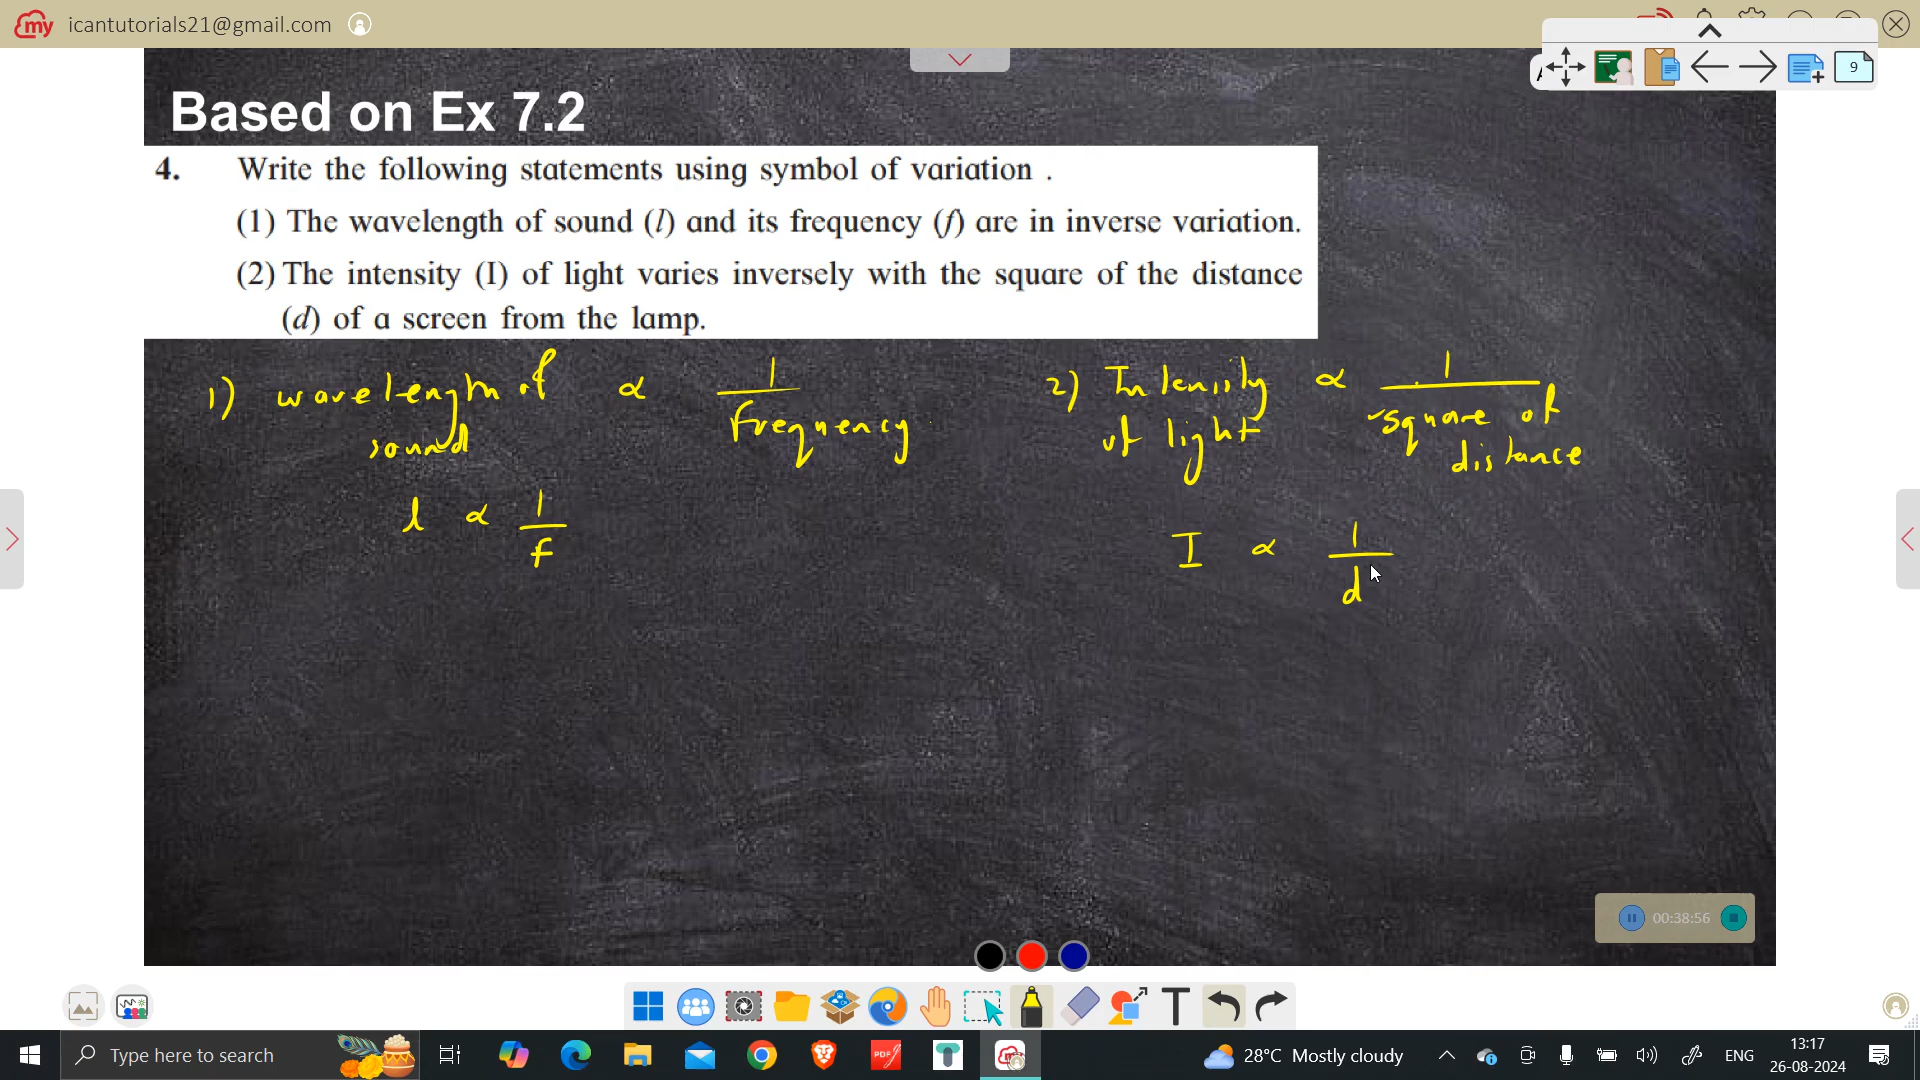 my icantutorials21@gmail.com
9
Based on Ex 7.2
4. Write the following statements using symbol of variation .
(1) The wavelength of sound (l) and its frequency (f) are in inverse variation.
(2) The intensity (I) of light varies inversely with the square of the distance
(d) of a screen from the lamp.
1) wavelength of sound ∝ 1/frequency
l ∝ 1/f
2) Intensity of light ∝ 1/square of distance
I ∝ 1/d
00:38:56
T
Type here to search
PDF
T
28°C Mostly cloudy
ENG
13:17
26-08-2024